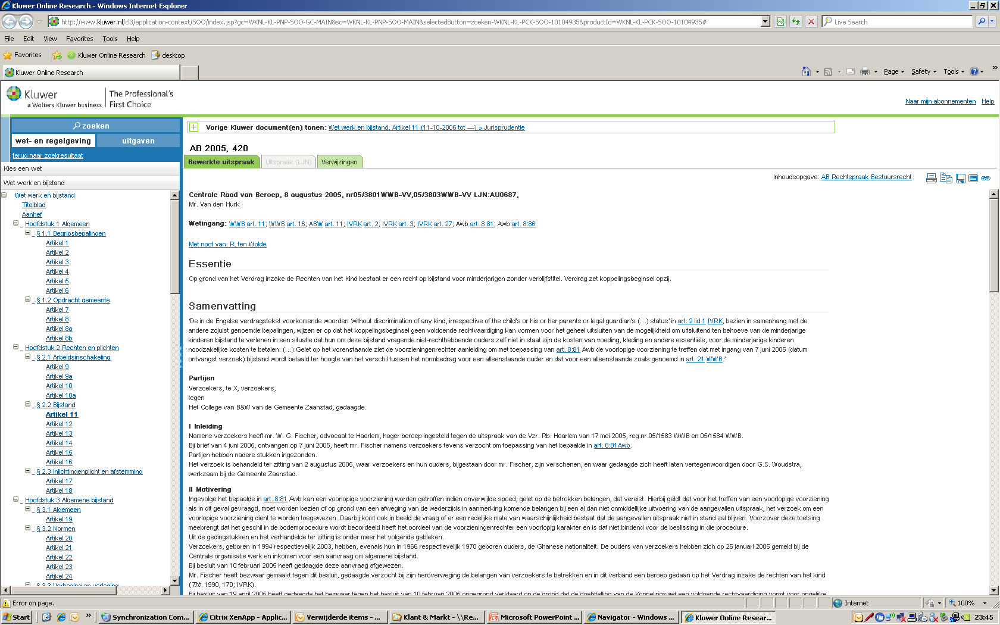 Kluwer Online Research - Windows Internet Explorer
http://www.kluwer.nl/cl3/application-context/SOO/index.jsp?gc=WKNL-KL-PNP-SOO-GC-MAIN&sc=WKNL-KL-PNP-SOO-MAIN&selectedButton=zoeken-WKNL-KL-PCK-SOO-10104935&productId=WKNL-KL-PCK-SOO-10104935#
Live Search
File Edit View Favorites Tools Help
Favorites Kluwer Online Research desktop
Kluwer Online Research
Page Safety Tools
Kluwer
a Wolters Kluwer business
The Professional's
First Choice
Naar mijn abonnementen Help
zoeken
wet- en regelgeving uitgaven
terug naar zoekresultaat
Kies een wet
Wet werk en bijstand
Wet werk en bijstand
Titelblad
Aanhef
Hoofdstuk 1 Algemeen
§ 1.1 Begripsbepalingen
Artikel 1
Artikel 2
Artikel 3
Artikel 4
Artikel 5
Artikel 6
§ 1.2 Opdracht gemeente
Artikel 7
Artikel 8
Artikel 8a
Artikel 8b
Hoofdstuk 2 Rechten en plichten
§ 2.1 Arbeidsinschakeling
Artikel 9
Artikel 9a
Artikel 10
Artikel 10a
§ 2.2 Bijstand
Artikel 11
Artikel 12
Artikel 13
Artikel 14
Artikel 15
Artikel 16
§ 2.3 Inlichtingenplicht en afstemming
Artikel 17
Artikel 18
Hoofdstuk 3 Algemene bijstand
§ 3.1 Algemeen
Artikel 19
§ 3.2 Normen
Artikel 20
Artikel 21
Artikel 22
Artikel 23
Artikel 24
§ 3.3 Verhoging en verlaging
Vorige Kluwer document(en) tonen: Wet werk en bijstand, Artikel 11 (11-10-2006 tot —) » Jurisprudentie
AB 2005, 420
Bewerkte uitspraak Uitspraak (LJN) Verwijzingen
Inhoudsopgave: AB Rechtspraak Bestuursrecht
Centrale Raad van Beroep, 8 augustus 2005, nr05/3801WWB-VV,05/3803WWB-VV LJN:AU0687,
Mr. Van den Hurk
Wetingang: WWB art. 11; WWB art. 16; ABW art. 11; IVRK art. 2; IVRK art. 3; IVRK art. 27; Awb art. 8:81; Awb art. 8:86
Met noot van: R. ten Wolde
Essentie
Op grond van het Verdrag inzake de Rechten van het Kind bestaat er een recht op bijstand voor minderjarigen zonder verblijfstitel. Verdrag zet koppelingsbeginsel opzij.
Samenvatting
'De in de Engelse verdragstekst voorkomende woorden 'without discrimination of any kind, irrespective of the child's or his or her parents or legal guardian's (…) status' in art. 2 lid 1 IVRK, bezien in samenhang met de
andere zojuist genoemde bepalingen, wijzen er op dat het koppelingsbeginsel geen voldoende rechtvaardiging kan vormen voor het geheel uitsluiten van de mogelijkheid om uitsluitend ten behoeve van de minderjarige
kinderen bijstand te verlenen in een situatie dat hun om deze bijstand vragende niet-rechthebbende ouders zelf niet in staat zijn de kosten van voeding, kleding en andere essentiële, voor de minderjarige kinderen
noodzakelijke kosten te betalen. (…) Gelet op het vorenstaande ziet de voorzieningenrechter aanleiding om met toepassing van art. 8:81 Awb de voorlopige voorziening te treffen dat met ingang van 7 juni 2005 (datum
ontvangst verzoek) bijstand wordt betaald ter hoogte van het verschil tussen het normbedrag voor een alleenstaande ouder en dat voor een alleenstaande zoals genoemd in art. 21 WWB.'
Partijen
Verzoekers, te X, verzoekers,
tegen
Het College van B&W van de Gemeente Zaanstad, gedaagde.
I Inleiding
Namens verzoekers heeft mr. W. G. Fischer, advocaat te Haarlem, hoger beroep ingesteld tegen de uitspraak van de Vzr. Rb. Haarlem van 17 mei 2005, reg.nr.05/1583 WWB en 05/1584 WWB.
Bij brief van 4 juni 2005, ontvangen op 7 juni 2005, heeft mr. Fischer namens verzoekers tevens verzocht om toepassing van het bepaalde in art. 8:81Awb.
Partijen hebben nadere stukken ingezonden.
Het verzoek is behandeld ter zitting van 2 augustus 2005, waar verzoekers en hun ouders, bijgestaan door mr. Fischer, zijn verschenen, en waar gedaagde zich heeft laten vertegenwoordigen door G.S. Woudstra,
werkzaam bij de Gemeente Zaanstad.
II Motivering
Ingevolge het bepaalde in art. 8:81 Awb kan een voorlopige voorziening worden getroffen indien onverwijlde spoed, gelet op de betrokken belangen, dat vereist. Hierbij geldt dat voor het treffen van een voorlopige voorziening
als in dit geval gevraagd, moet worden bezien of op grond van een afweging van de wederzijds in aanmerking komende belangen bij een al dan niet onmiddellijke uitvoering van de aangevallen uitspraak, het verzoek om een
voorlopige voorziening dient te worden toegewezen. Daarbij komt ook in beeld de vraag of er een redelijke mate van waarschijnlijkheid bestaat dat de aangevallen uitspraak niet in stand zal blijven. Voorzover deze toetsing
meebrengt dat het geschil in de bodemprocedure wordt beoordeeld heeft het oordeel van de voorzieningenrechter een voorlopig karakter en is dat niet bindend voor de beslissing in die procedure.
Uit de gedingstukken en het verhandelde ter zitting is onder meer het volgende gebleken.
Verzoekers, geboren in 1994 respectievelijk 2003, hebben, evenals hun in 1966 respectievelijk 1970 geboren ouders, de Ghanese nationaliteit. De ouders van verzoekers hebben zich op 25 januari 2005 gemeld bij de
Centrale organisatie werk en inkomen voor een aanvraag om algemene bijstand.
Bij besluit van 10 februari 2005 heeft gedaagde deze aanvraag afgewezen.
Mr. Fischer heeft bezwaar gemaakt tegen dit besluit, gedaagde verzocht bij zijn heroverweging de belangen van verzoekers te betrekken en in dit verband een beroep gedaan op het Verdrag inzake de rechten van het kind
(Trb. 1990, 170; IVRK).
Bij besluit van 19 april 2005 heeft gedaagde het bezwaar tegen het besluit van 10 februari 2005 ongegrond verklaard op de grond dat de doelstelling van de Koppelingswet een voldoende rechtvaardiging vormt voor ongelijke
Error on page. Internet 100%
Start Synchronization Com... Citrix XenApp - Applic... Verwijderde items - ... Klant & Markt - \\Re... Microsoft PowerPoint ... Navigator - Windows ... Kluwer Online Resear... 23:45